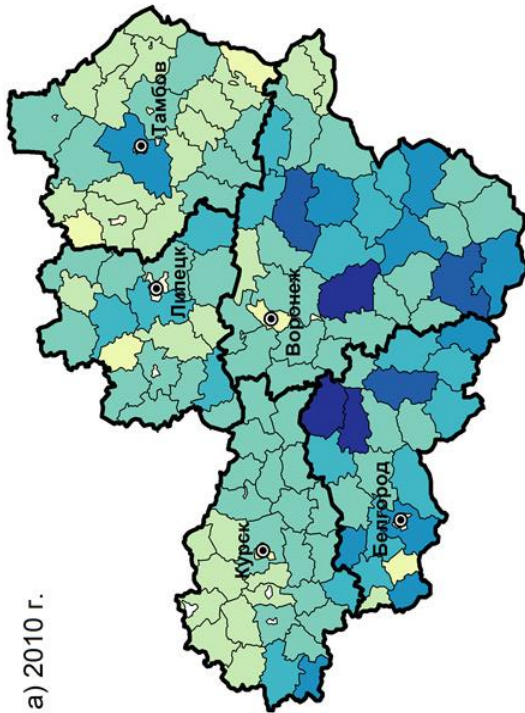 а) 2010 г.
Тамбов
Липецк
Воронеж
Курск
Белгород